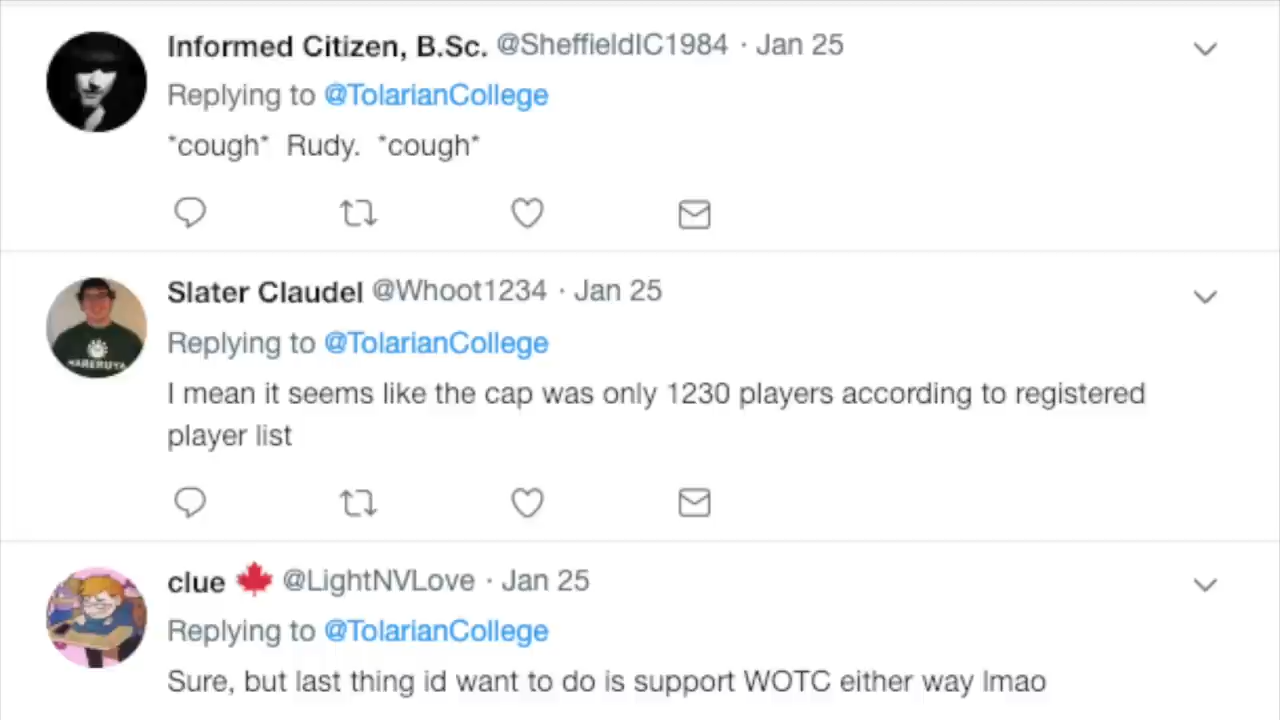 Informed Citizen, B.Sc. @SheffieldIC1984 · Jan 25
Replying to @TolarianCollege
*cough* Rudy. *cough*
Slater Claudel @Whoot1234 · Jan 25
HARERUYA
Replying to @TolarianCollege
I mean it seems like the cap was only 1230 players according to registered
player list
clue @LightNVLove · Jan 25
Replying to @TolarianCollege
Sure, but last thing id want to do is support WOTC either way lmao